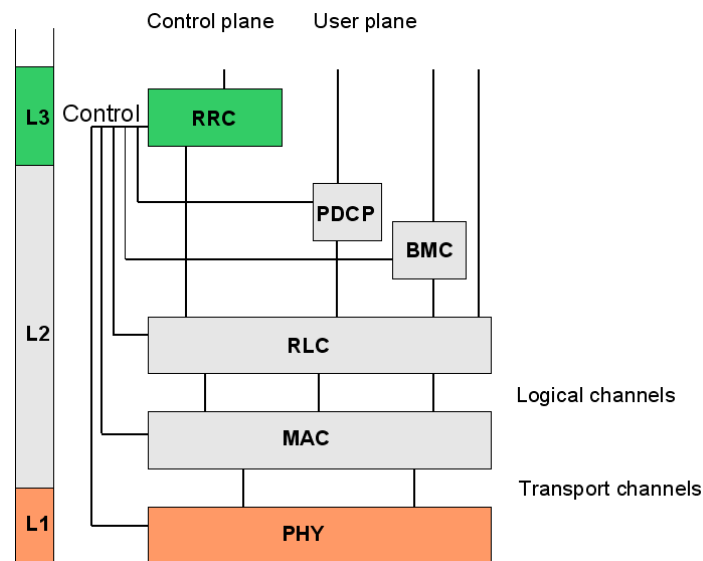 Control plane
User plane
L3
Control
RRC
PDCP
BMC
L2
RLC
Logical channels
MAC
Transport channels
L1
PHY